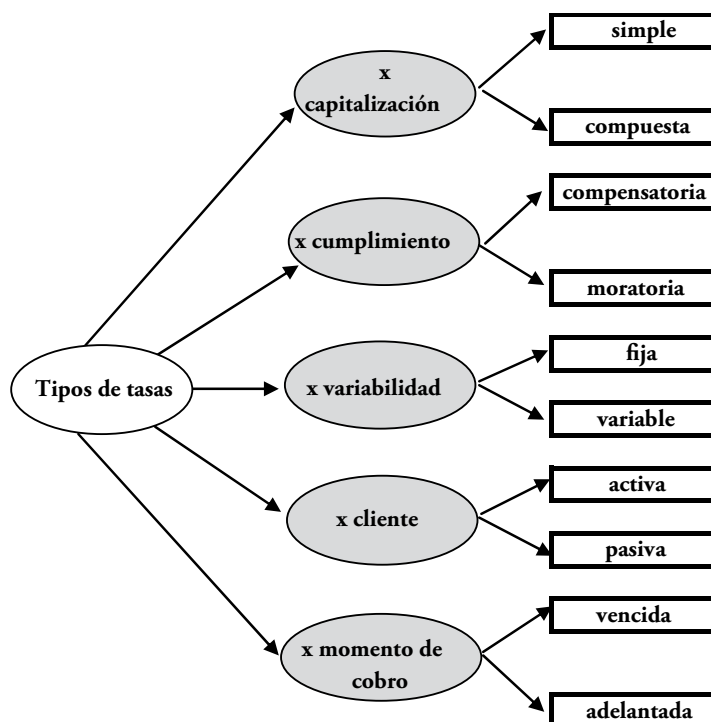 simple
x
capitalización
compuesta
compensatoria
x cumplimiento
moratoria
fija
Tipos de tasas
x variabilidad
variable
activa
x cliente
pasiva
vencida
x momento de
cobro
adelantada